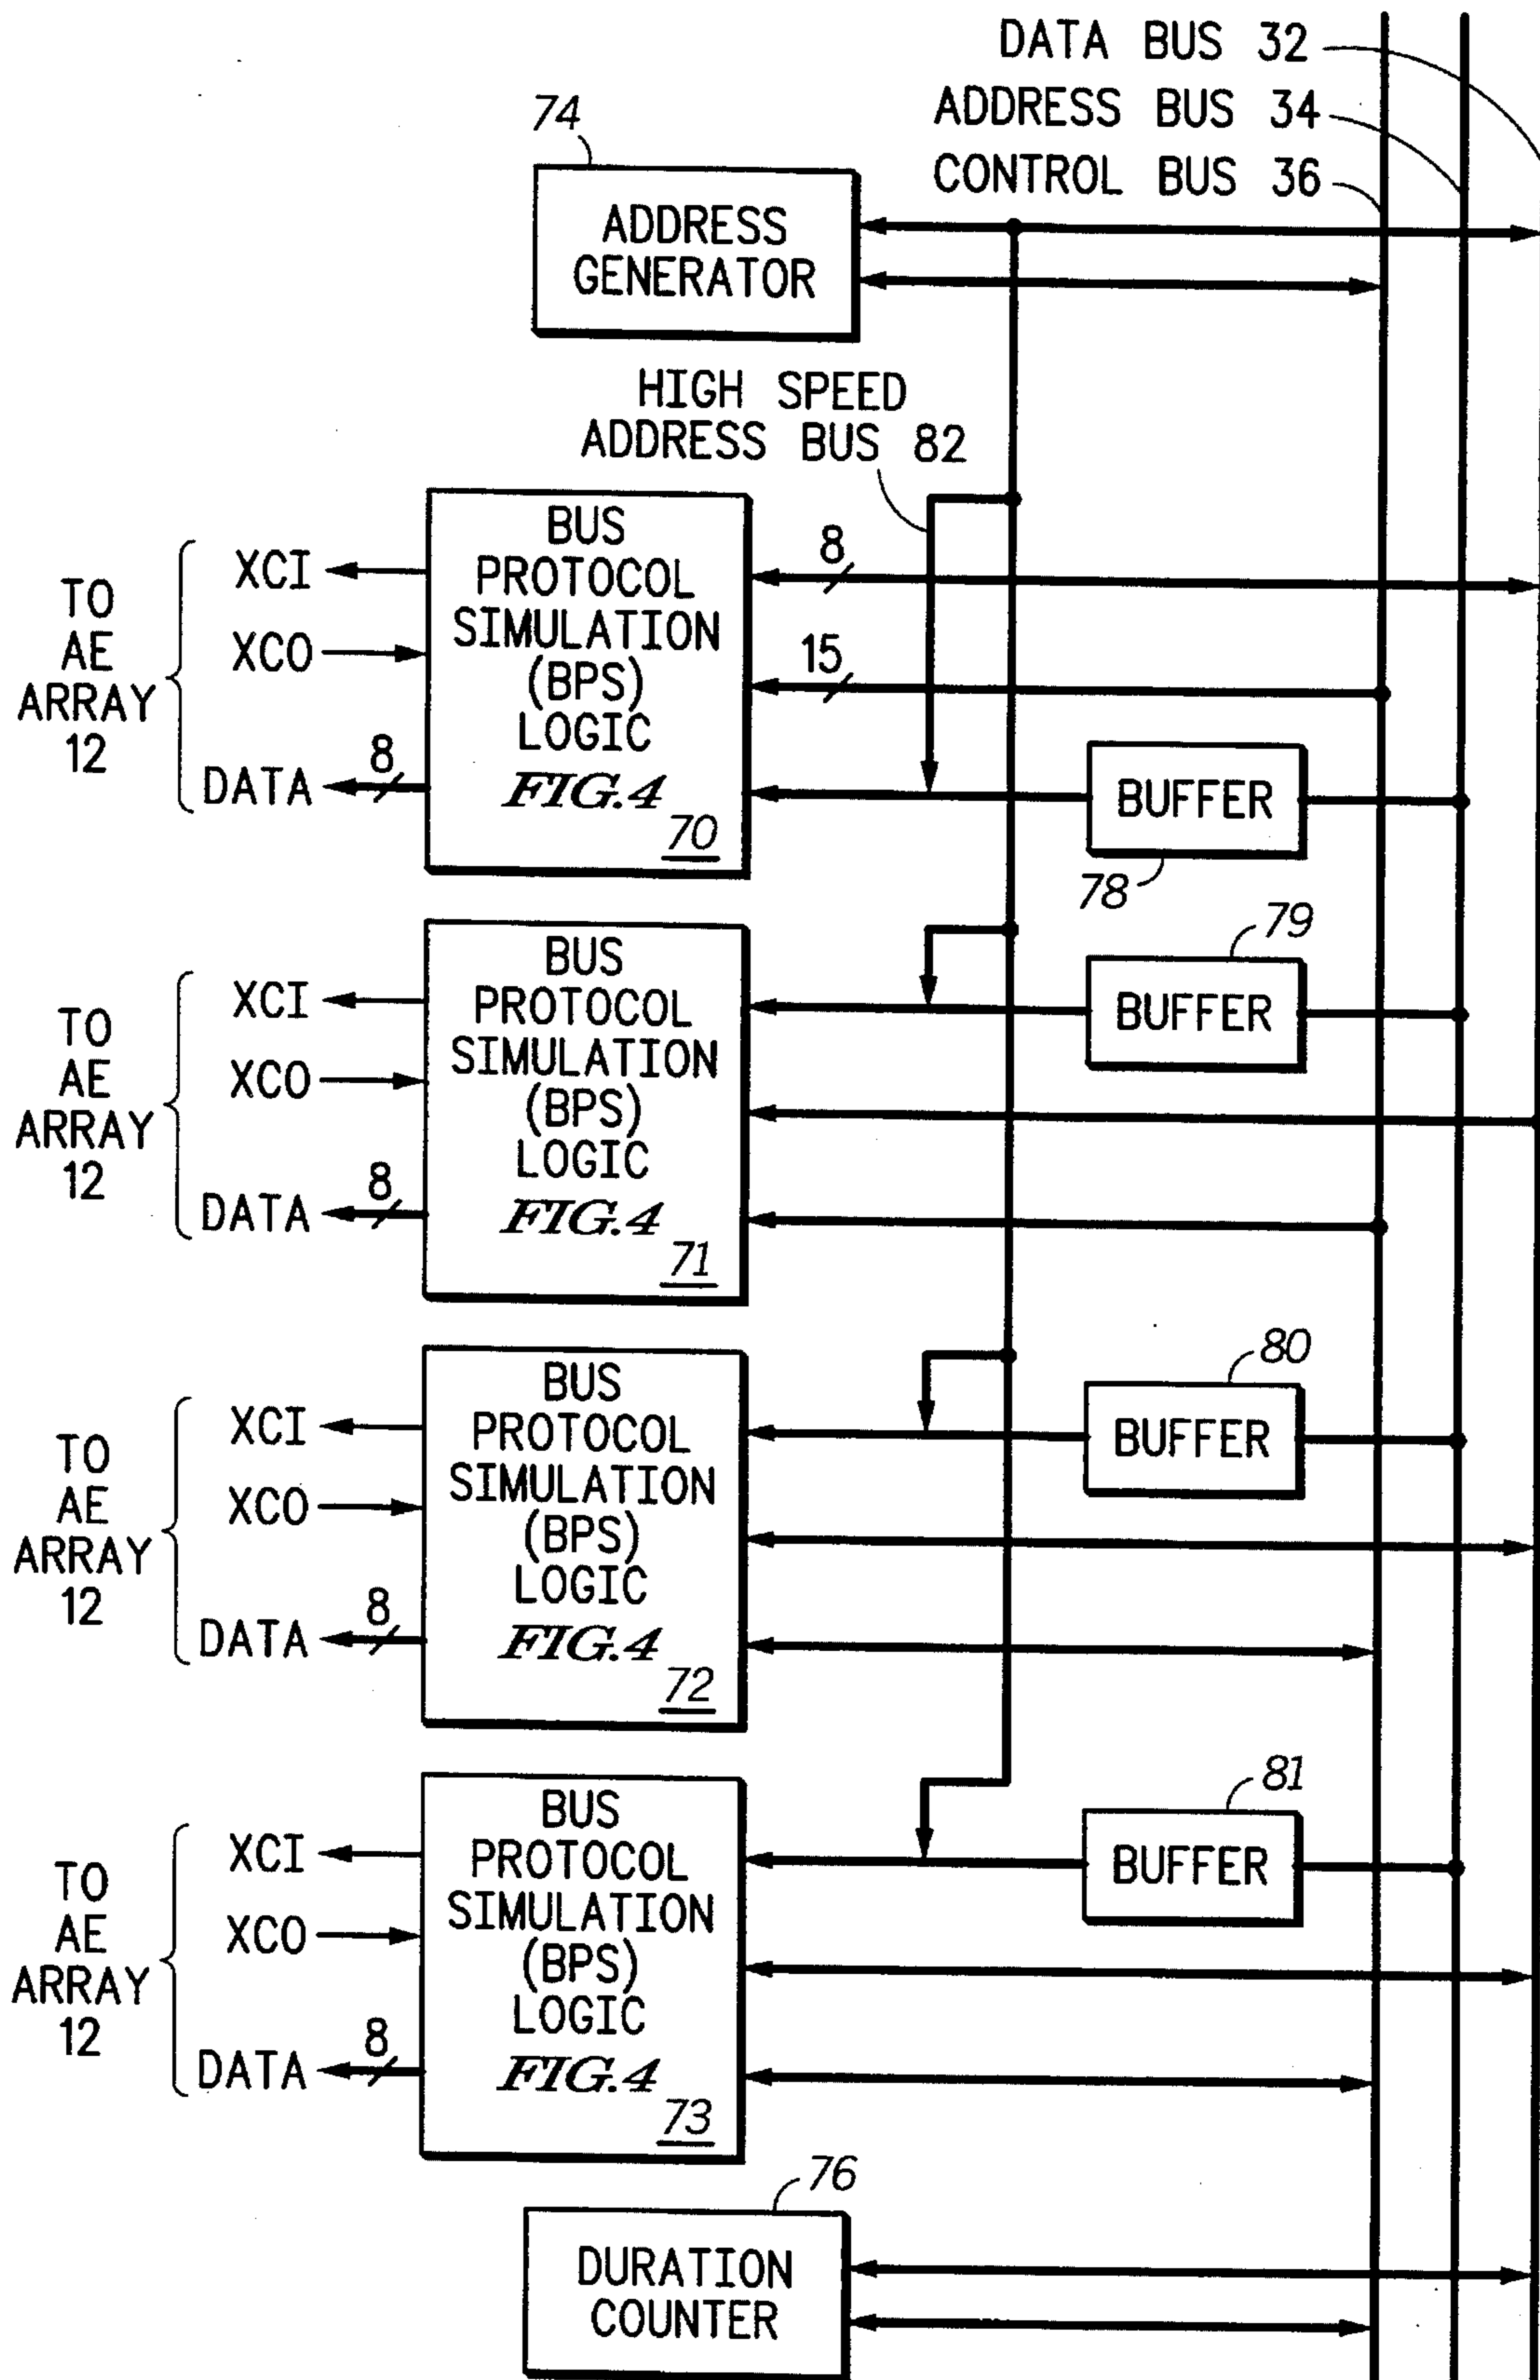 DATA BUS 32
ADDRESS BUS 34
CONTROL BUS 36
74
ADDRESS
GENERATOR
HIGH SPEED
ADDRESS BUS 82
TO
AE
ARRAY
12
XCI
XCO
DATA
8
BUS
PROTOCOL
SIMULATION
(BPS)
LOGIC
FIG.4
70
8
15
BUFFER
78
TO
AE
ARRAY
12
XCI
XCO
DATA
8
BUS
PROTOCOL
SIMULATION
(BPS)
LOGIC
FIG.4
71
79
BUFFER
TO
AE
ARRAY
12
XCI
XCO
DATA
8
BUS
PROTOCOL
SIMULATION
(BPS)
LOGIC
FIG.4
72
80
BUFFER
TO
AE
ARRAY
12
XCI
XCO
DATA
8
BUS
PROTOCOL
SIMULATION
(BPS)
LOGIC
FIG.4
73
81
BUFFER
76
DURATION
COUNTER